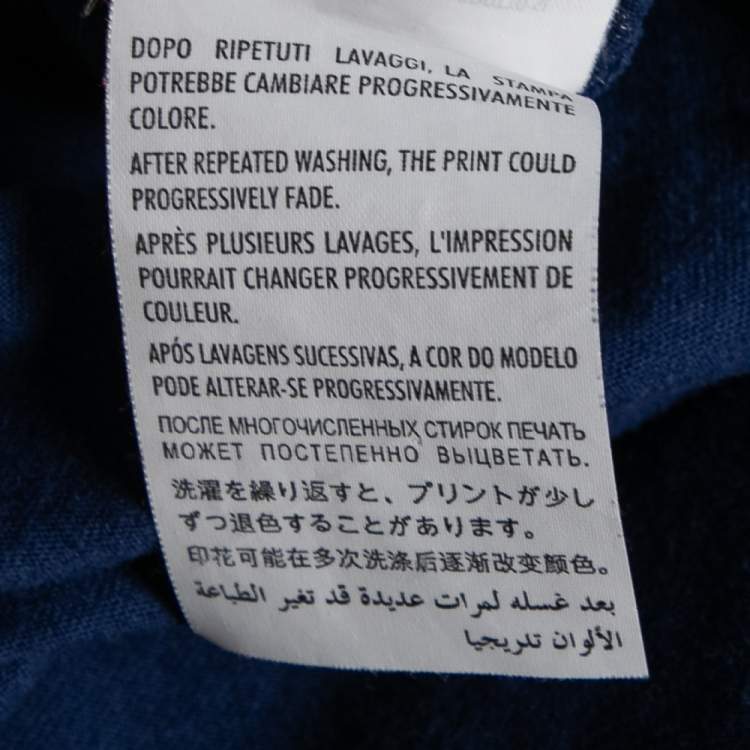 DOPO RIPETUTI LAVAGGI, LA STAMPA
POTREBBE CAMBIARE PROGRESSIVAMENTE
COLORE.
AFTER REPEATED WASHING, THE PRINT COULD
PROGRESSIVELY FADE.
APRÈS PLUSIEURS LAVAGES, L'IMPRESSION
POURRAIT CHANGER PROGRESSIVEMENT DE
COULEUR.
APÓS LAVAGENS SUCESSIVAS, A COR DO MODELO
PODE ALTERAR-SE PROGRESSIVAMENTE.
ПОСЛЕ МНОГОЧИСЛЕННЫХ СТИРОК ПЕЧАТЬ
МОЖЕТ ПОСТЕПЕННО ВЫЦВЕТАТЬ.
洗濯を繰り返すと、プリントが少し
ずつ退色することがあります。
印花可能在多次洗涤后逐渐改变颜色。
بعد غسله لمرات عديدة قد تغير الطباعة
الألوان تدريجيا